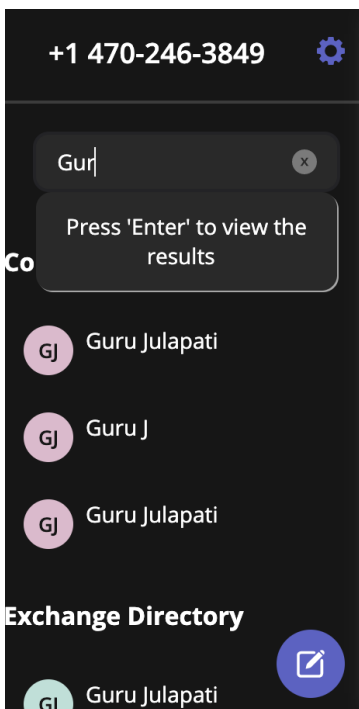 +1 470-246-3849
Gur
x
Press 'Enter' to view the
results
Co
GJ
Guru Julapati
GJ
Guru J
GJ
Guru Julapati
Exchange Directory
GJ
Guru Julapati